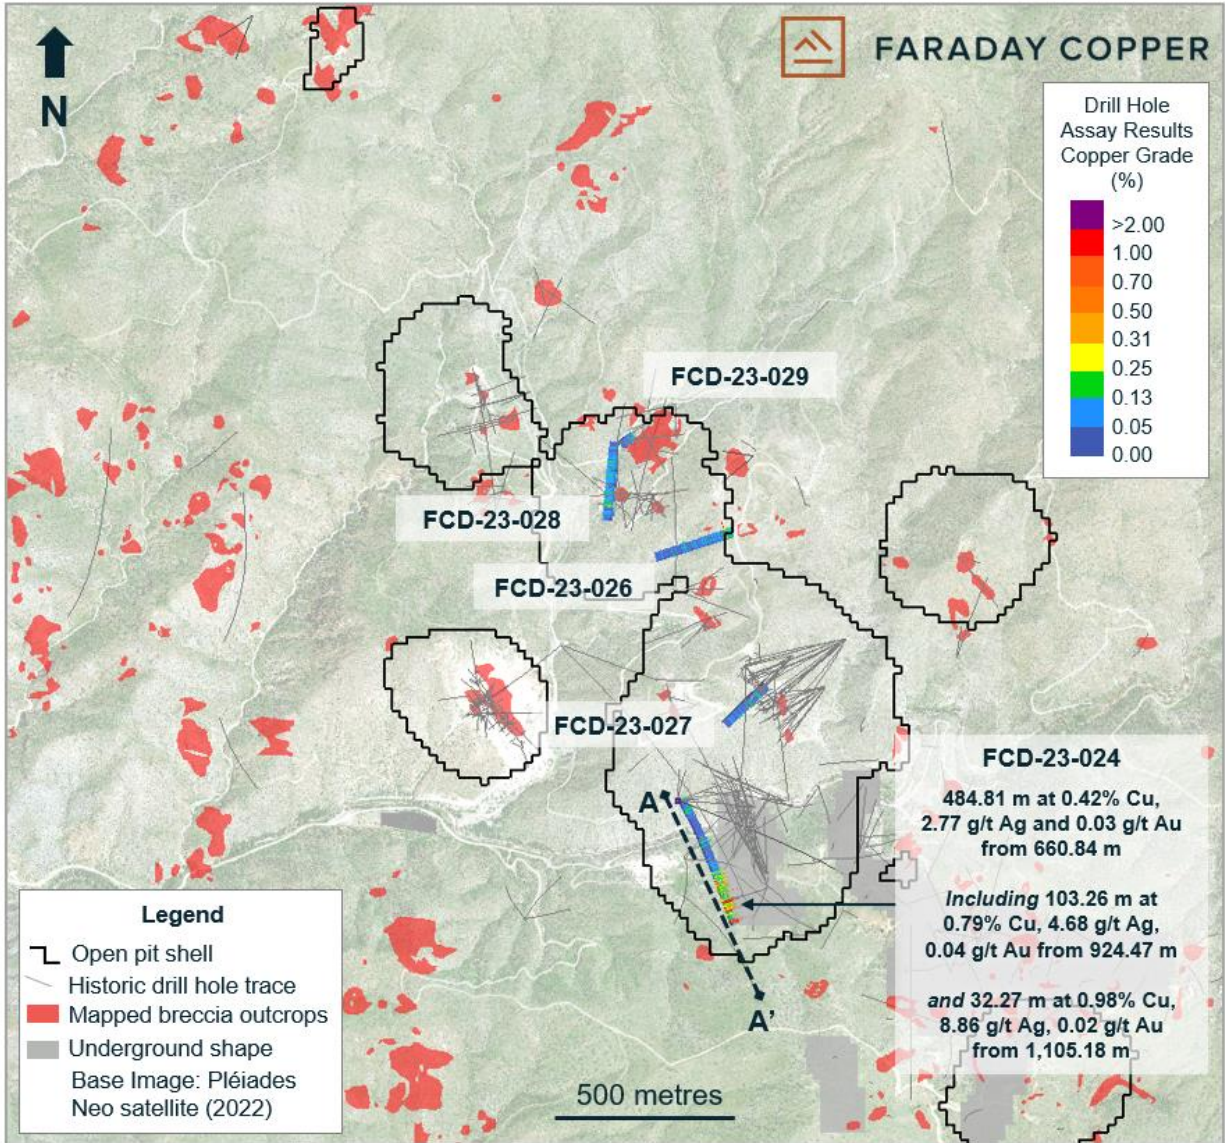 N
FARADAY COPPER
Drill Hole
Assay Results
Copper Grade
(%)
>2.00
1.00
0.70
0.50
0.31
0.25
0.13
0.05
0.00
FCD-23-029
FCD-23-028
FCD-23-026
FCD-23-027
A
A'
FCD-23-024
484.81 m at 0.42% Cu,
2.77 g/t Ag and 0.03 g/t Au
from 660.84 m
Including 103.26 m at
0.79% Cu, 4.68 g/t Ag,
0.04 g/t Au from 924.47 m
and 32.27 m at 0.98% Cu,
8.86 g/t Ag, 0.02 g/t Au
from 1,105.18 m
Legend
Open pit shell
Historic drill hole trace
Mapped breccia outcrops
Underground shape
Base Image: Pléiades
Neo satellite (2022)
500 metres